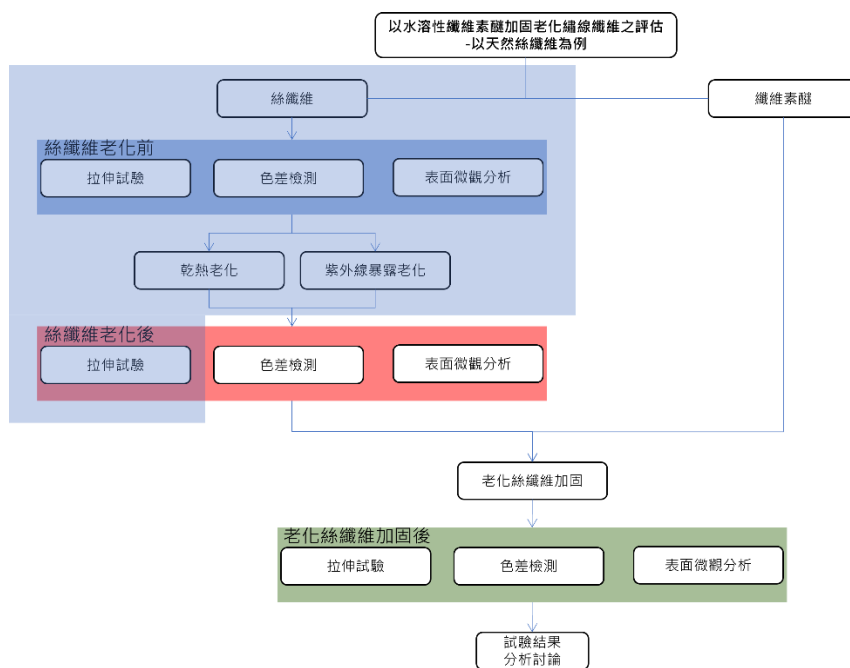 以水溶性纖維素醚加固老化繡線纖維之評估
-以天然絲纖維為例
絲纖維
纖維素醚
絲纖維老化前
拉伸試驗
色差檢測
表面微觀分析
乾熱老化
紫外線暴露老化
絲纖維老化後
拉伸試驗
色差檢測
表面微觀分析
老化絲纖維加固
老化絲纖維加固後
拉伸試驗
色差檢測
表面微觀分析
試驗結果
分析討論